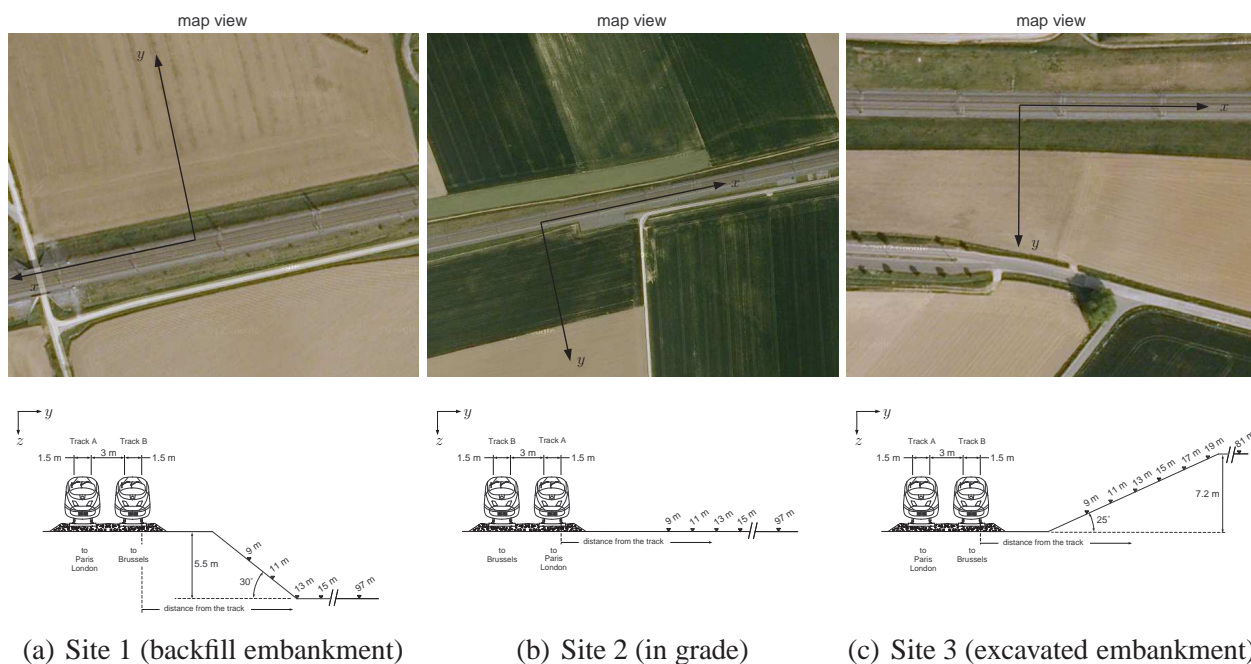 map view
map view
map view
y
x
x
y
x
y
y
z
Track A
Track B
1.5 m
3 m
1.5 m
9 m
11 m
13 m
15 m
97 m
5.5 m
30°
to
Paris
London
to
Brussels
distance from the track
y
z
Track B
Track A
1.5 m
3 m
1.5 m
9 m
11 m
13 m
15 m
97 m
to
Brussels
to
Paris
London
distance from the track
y
z
Track A
Track B
1.5 m
3 m
1.5 m
9 m
11 m
13 m
15 m
17 m
19 m
81 m
7.2 m
25°
to
Paris
London
to
Brussels
distance from the track
(a) Site 1 (backfill embankment)
(b) Site 2 (in grade)
(c) Site 3 (excavated embankment)